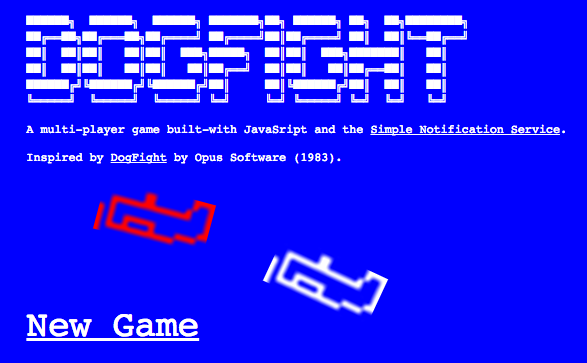 DOGFIGHT
A multi-player game built-with JavaSript and the Simple Notification Service.
Inspired by DogFight by Opus Software (1983).
New Game